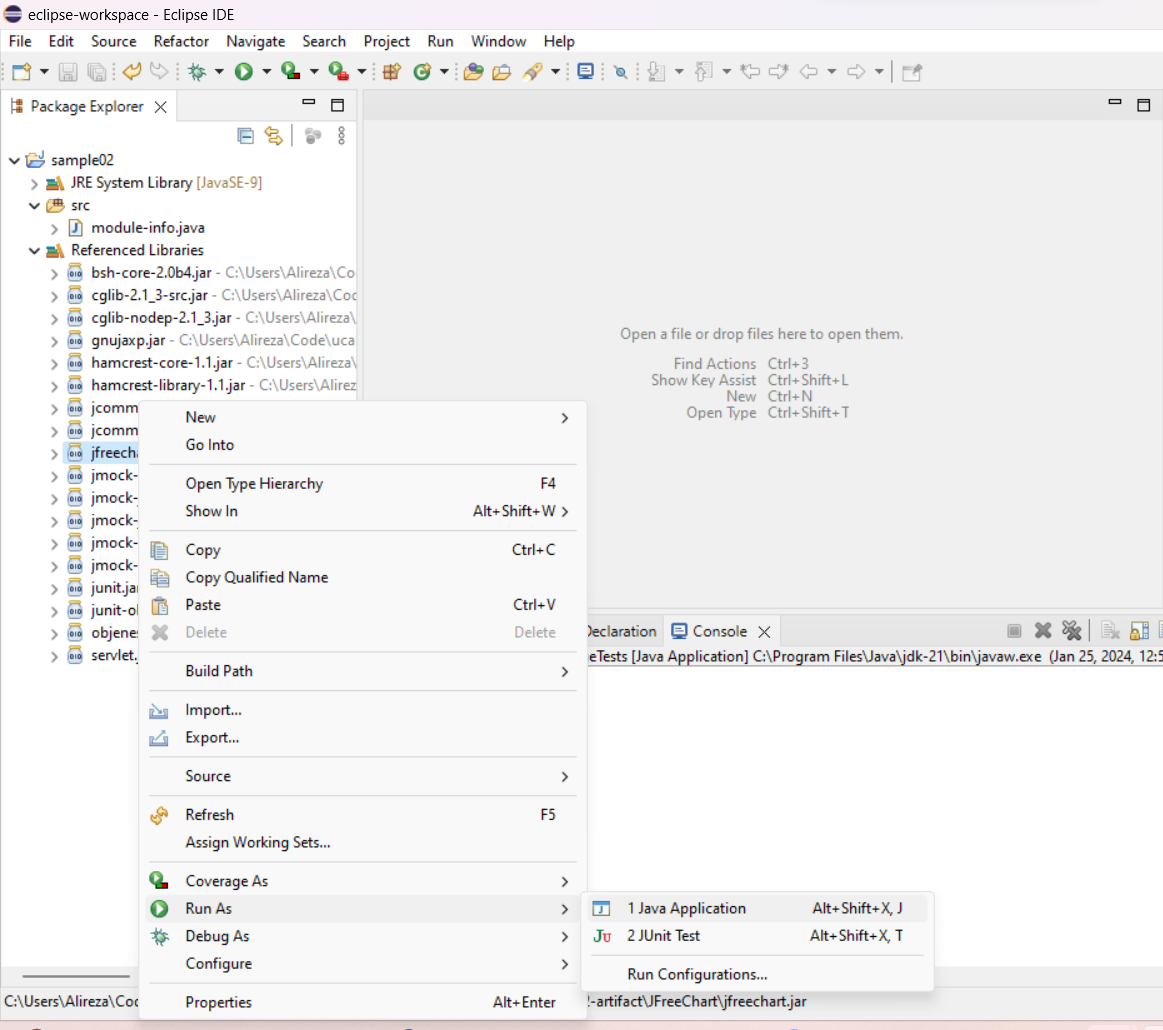 eclipse-workspace - Eclipse IDE
File Edit Source Refactor Navigate Search Project Run Window Help
Package Explorer
sample02
JRE System Library [JavaSE-9]
src
module-info.java
Referenced Libraries
bsh-core-2.0b4.jar - C:\Users\Alireza\Co
cglib-2.1_3-src.jar - C:\Users\Alireza\Coc
cglib-nodep-2.1_3.jar - C:\Users\Alireza\
gnujaxp.jar - C:\Users\Alireza\Code\uca
hamcrest-core-1.1.jar - C:\Users\Alireza\
hamcrest-library-1.1.jar - C:\Users\Alirez
jcomm
jcomm
jfreecha
jmock-
jmock-
jmock-
jmock-
jmock-
junit.ja
junit-
objenes
servlet.
Open a file or drop files here to open them.
Find Actions Ctrl+3
Show Key Assist Ctrl+Shift+L
New Ctrl+N
Open Type Ctrl+Shift+T
New
Go Into
Open Type Hierarchy F4
Show In Alt+Shift+W
Copy Ctrl+C
Copy Qualified Name
Paste Ctrl+V
Delete Delete
Build Path
Import...
Export...
Source
Refresh F5
Assign Working Sets...
Coverage As
Run As
Debug As
Configure
Properties Alt+Enter
1 Java Application Alt+Shift+X, J
2 JUnit Test Alt+Shift+X, T
Run Configurations...
Declaration Console
eTests [Java Application] C:\Program Files\Java\jdk-21\bin\javaw.exe (Jan 25, 2024, 12:5
C:\Users\Alireza\Coc
2-artifact\JFreeChart\jfreechart.jar